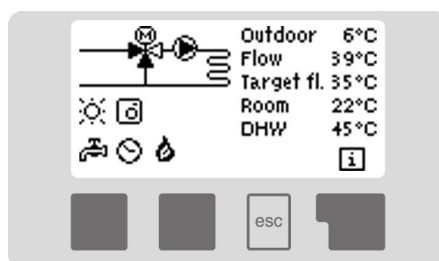 M
Outdoor 6°C
Flow 39°C
Target fl. 35°C
Room 22°C
DHW 45°C
i
esc